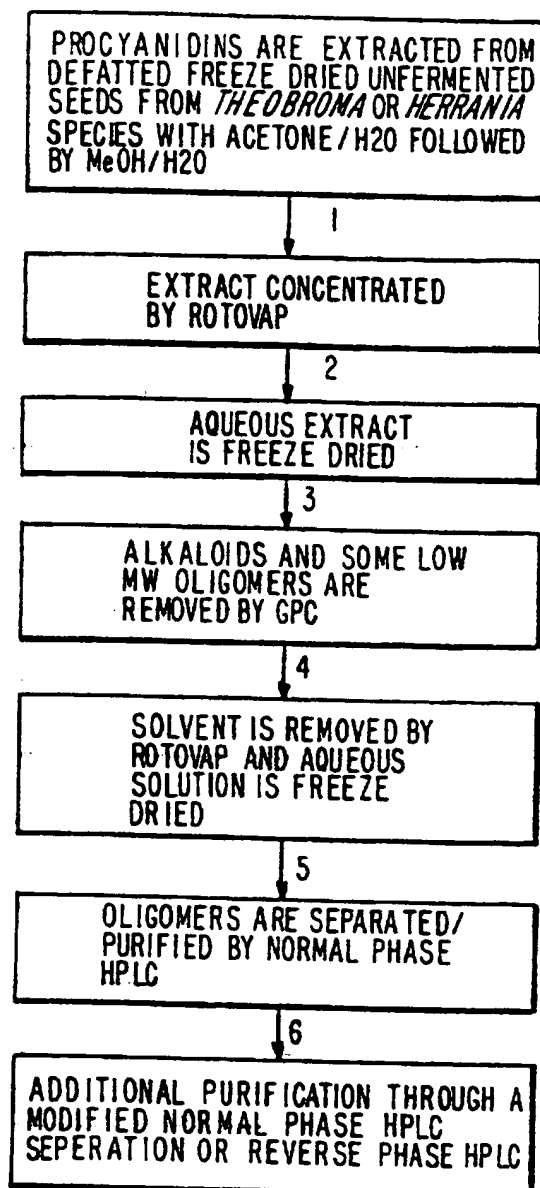 PROCYANIDINS ARE EXTRACTED FROM
DEFATTED FREEZE DRIED UNFERMENTED
SEEDS FROM THEOBROMA OR HERRANIA
SPECIES WITH ACETONE/H2O FOLLOWED
BY MeOH/H2O
1
EXTRACT CONCENTRATED
BY ROTOVAP
2
AQUEOUS EXTRACT
IS FREEZE DRIED
3
ALKALOIDS AND SOME LOW
MW OLIGOMERS ARE
REMOVED BY GPC
4
SOLVENT IS REMOVED BY
ROTOVAP AND AQUEOUS
SOLUTION IS FREEZE
DRIED
5
OLIGOMERS ARE SEPARATED/
PURIFIED BY NORMAL PHASE
HPLC
6
ADDITIONAL PURIFICATION THROUGH A
MODIFIED NORMAL PHASE HPLC
SEPERATION OR REVERSE PHASE HPLC